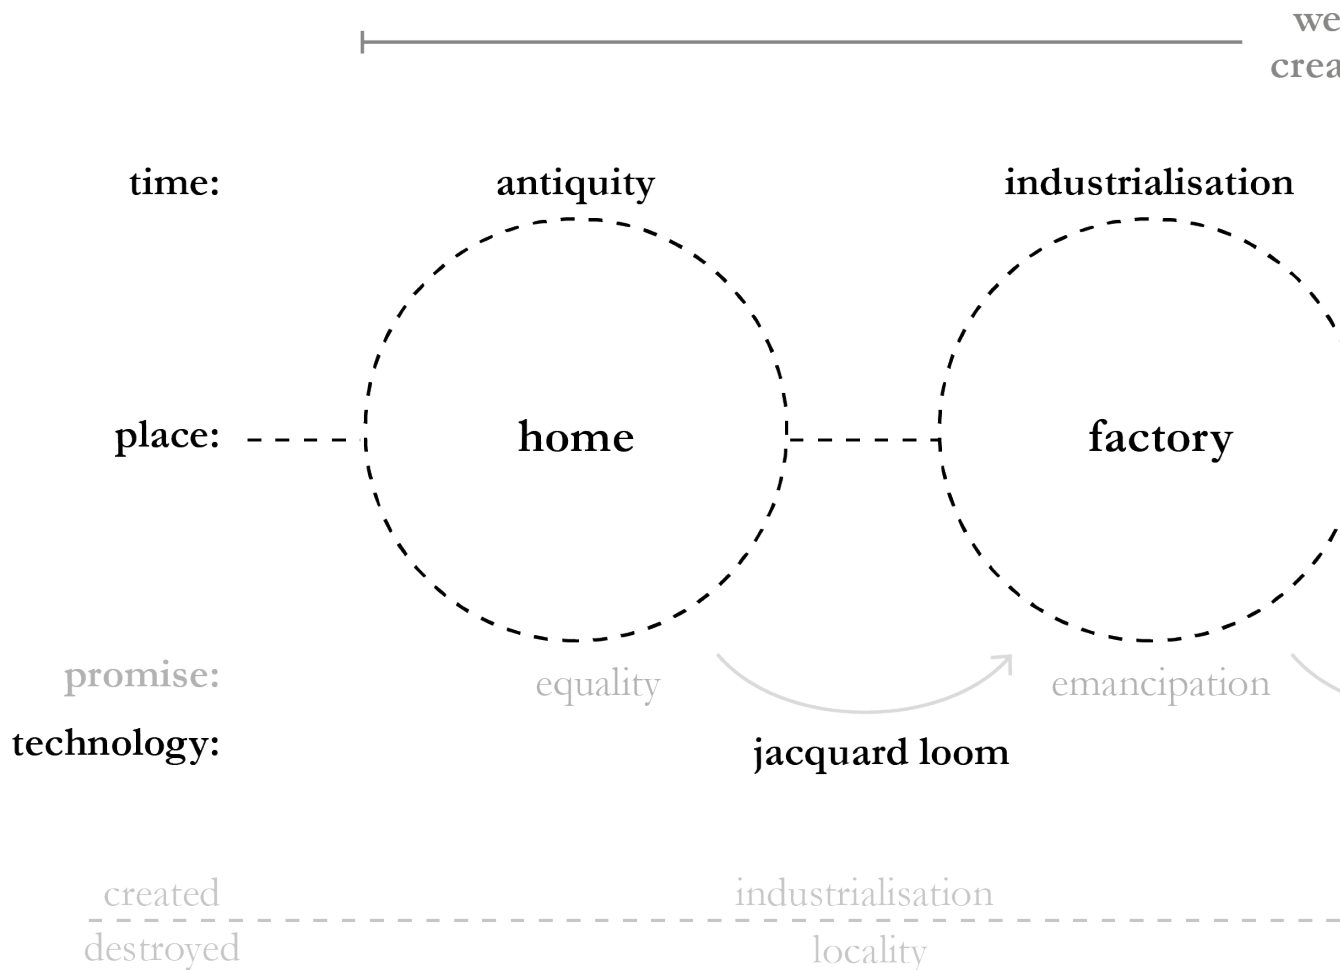 time: antiquity industrialisation
place: home factory
promise: equality emancipation
technology: jacquard loom
created industrialisation
destroyed locality